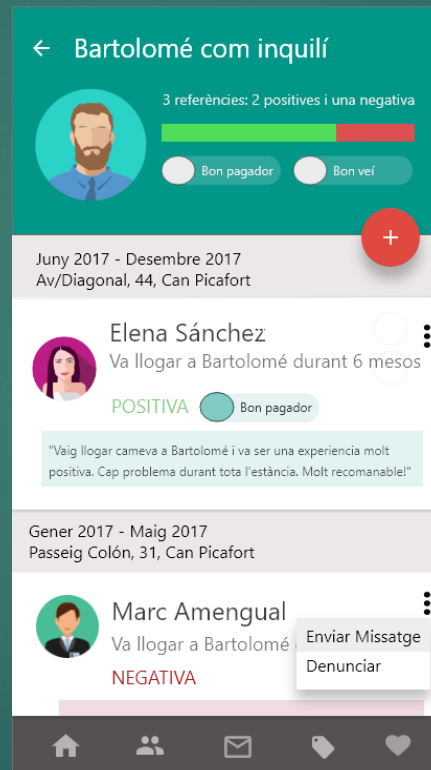 Bartolomé com inquilí
3 referències: 2 positives i una negativa
Bon pagador
Bon veí
Juny 2017 - Desembre 2017
Av/Diagonal, 44, Can Picafort
Elena Sánchez
Va llogar a Bartolomé durant 6 mesos
POSITIVA
Bon pagador
"Vaig llogar cameva a Bartolomé i va ser una experiencia molt
positiva. Cap problema durant tota l'estància. Molt recomanable!"
Gener 2017 - Maig 2017
Passeig Colón, 31, Can Picafort
Marc Amengual
Va llogar a Bartolomé
Enviar Missatge
Denunciar
NEGATIVA